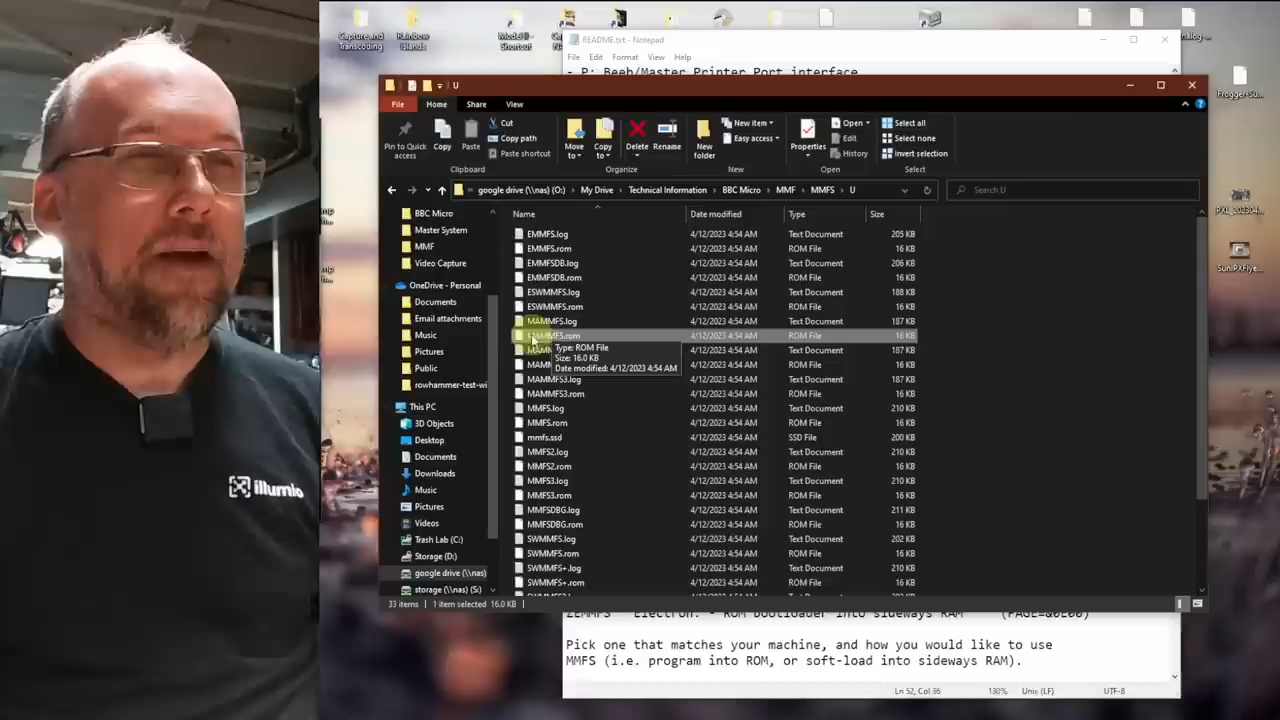 Capture and
Transcoding
Rainbow
Islands
Model II -
Shortcut
README.txt - Notepad
File Edit Format View Help
- P: Beeb/Master Printer Port interface
U
File Home Share View
Pin to Quick
access
Copy
Paste
Cut
Copy path
Paste shortcut
Clipboard
Move
to
Copy
to
Delete
Rename
Organize
New
folder
New item
Easy access
New
Properties
Open
Edit
History
Open
Select all
Select none
Invert selection
Select
google drive (\\nas) (O:) > My Drive > Technical Information > BBC Micro > MMF > MMFS > U
Search U
BBC Micro
Master System
MMF
Video Capture
OneDrive - Personal
Documents
Email attachments
Music
Pictures
Public
rowhammer-test-wi
This PC
3D Objects
Desktop
Documents
Downloads
Music
Pictures
Videos
Trash Lab (C:)
Storage (D:)
google drive (\\nas)
storage (\\nas) (S:)
Name Date modified Type Size
EMMFS.log 4/12/2023 4:54 AM Text Document 205 KB
EMMFS.rom 4/12/2023 4:54 AM ROM File 16 KB
EMMFSDB.log 4/12/2023 4:54 AM Text Document 206 KB
EMMFSDB.rom 4/12/2023 4:54 AM ROM File 16 KB
ESWMMFS.log 4/12/2023 4:54 AM Text Document 188 KB
ESWMMFS.rom 4/12/2023 4:54 AM ROM File 16 KB
MAMMFS.log 4/12/2023 4:54 AM Text Document 187 KB
MAMMFS.rom 4/12/2023 4:54 AM ROM File 16 KB
MAMM 4/12/2023 4:54 AM Text Document 187 KB
MAMM 4/12/2023 4:54 AM ROM File 16 KB
MAMMFS3.log 4/12/2023 4:54 AM Text Document 187 KB
MAMMFS3.rom 4/12/2023 4:54 AM ROM File 16 KB
MMFS.log 4/12/2023 4:54 AM Text Document 210 KB
MMFS.rom 4/12/2023 4:54 AM ROM File 16 KB
mmfs.ssd 4/12/2023 4:54 AM SSD File 200 KB
MMFS2.log 4/12/2023 4:54 AM Text Document 210 KB
MMFS2.rom 4/12/2023 4:54 AM ROM File 16 KB
MMFS3.log 4/12/2023 4:54 AM Text Document 210 KB
MMFS3.rom 4/12/2023 4:54 AM ROM File 16 KB
MMFSDBG.log 4/12/2023 4:54 AM Text Document 211 KB
MMFSDBG.rom 4/12/2023 4:54 AM ROM File 16 KB
SWMMFS.log 4/12/2023 4:54 AM Text Document 202 KB
SWMMFS.rom 4/12/2023 4:54 AM ROM File 16 KB
SWMMFS+.log 4/12/2023 4:54 AM Text Document 210 KB
SWMMFS+.rom 4/12/2023 4:54 AM ROM File 16 KB
Type: ROM File
Size: 16.0 KB
Date modified: 4/12/2023 4:54 AM
33 items 1 item selected 16.0 KB
ZEMMFS Electron: - ROM bootloader into sideways RAM (PAGE=&0E00)
Pick one that matches your machine, and how you would like to use
MMFS (i.e. program into ROM, or soft-load into sideways RAM).
Ln 52, Col 36 130% Unix (LF) UTF-8
Frogger-Su...
PXL_202304...
SuniPXFlye...
illumio